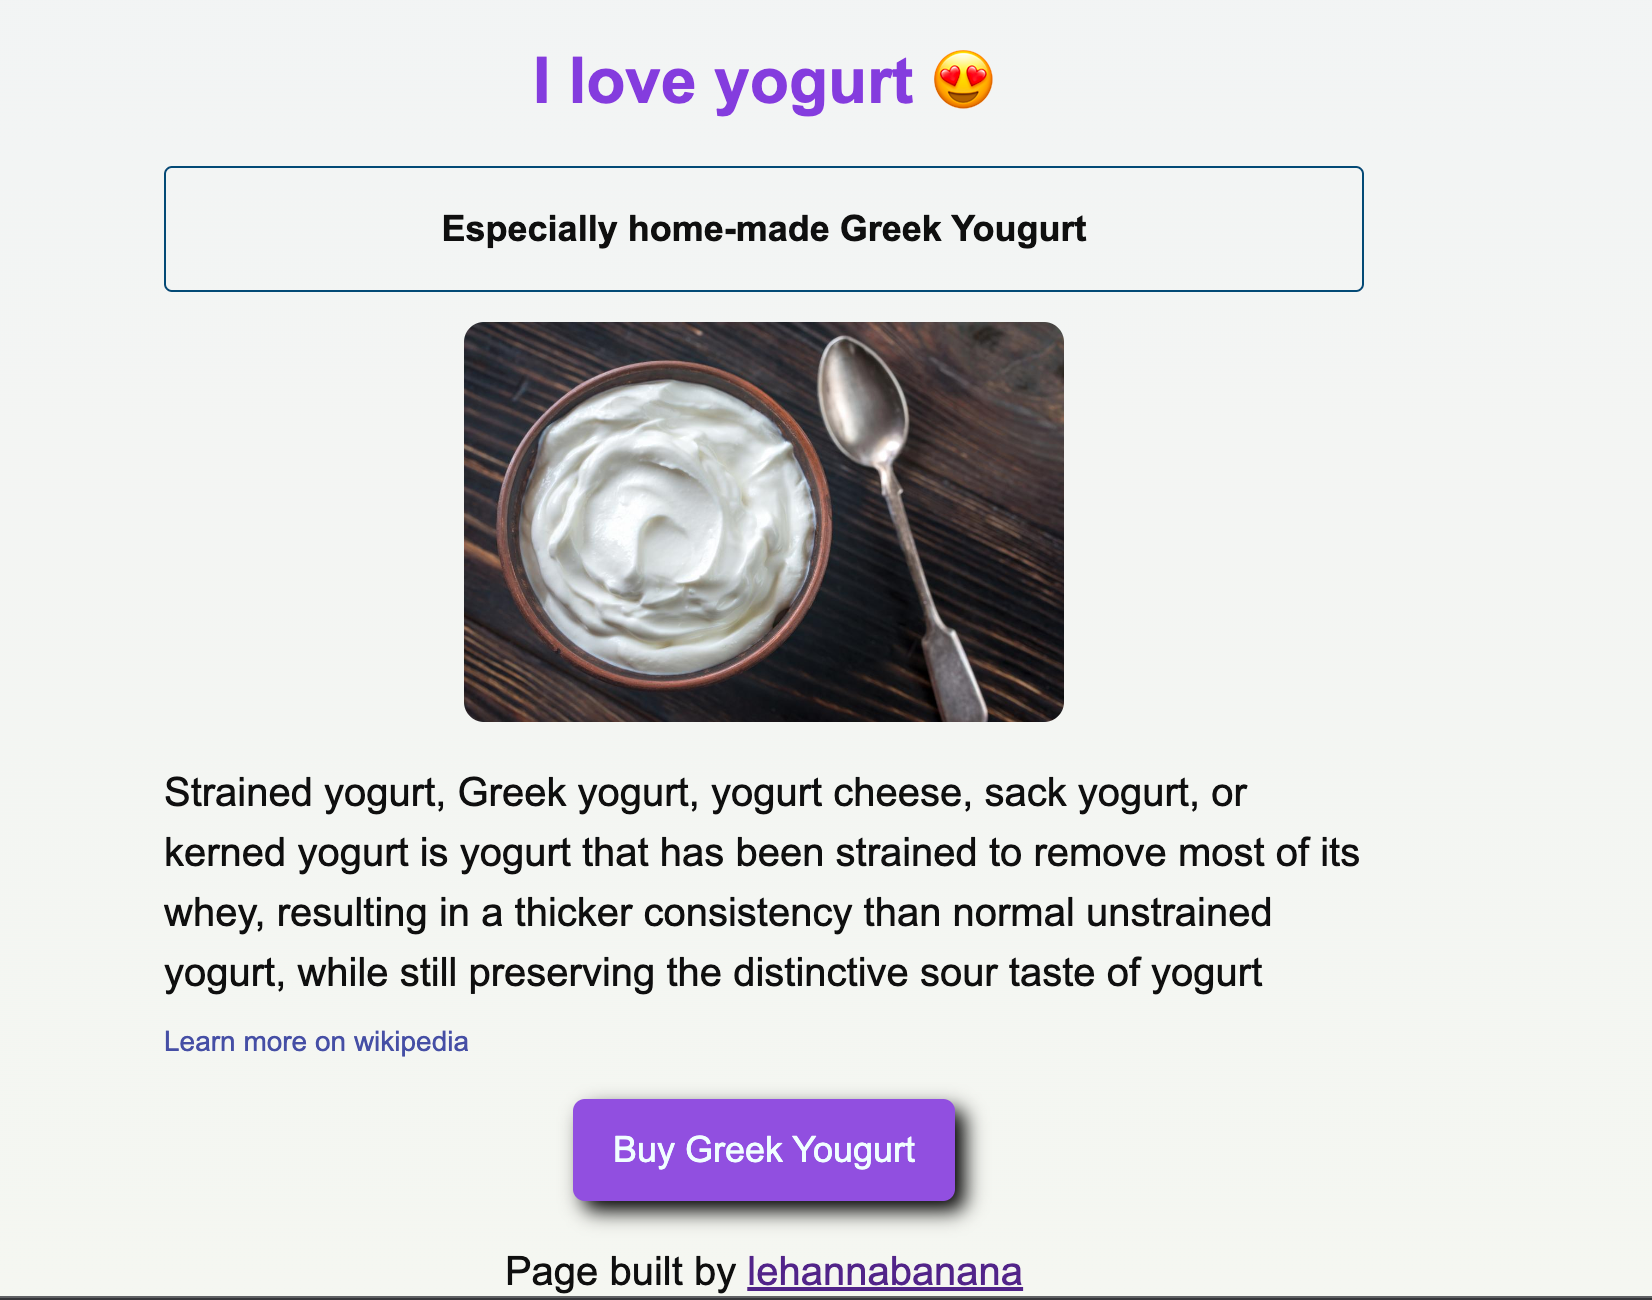 I love yogurt 😍
Especially home-made Greek Yougurt
Strained yogurt, Greek yogurt, yogurt cheese, sack yogurt, or
kerned yogurt is yogurt that has been strained to remove most of its
whey, resulting in a thicker consistency than normal unstrained
yogurt, while still preserving the distinctive sour taste of yogurt
Learn more on wikipedia
Buy Greek Yougurt
Page built by lehannabanana